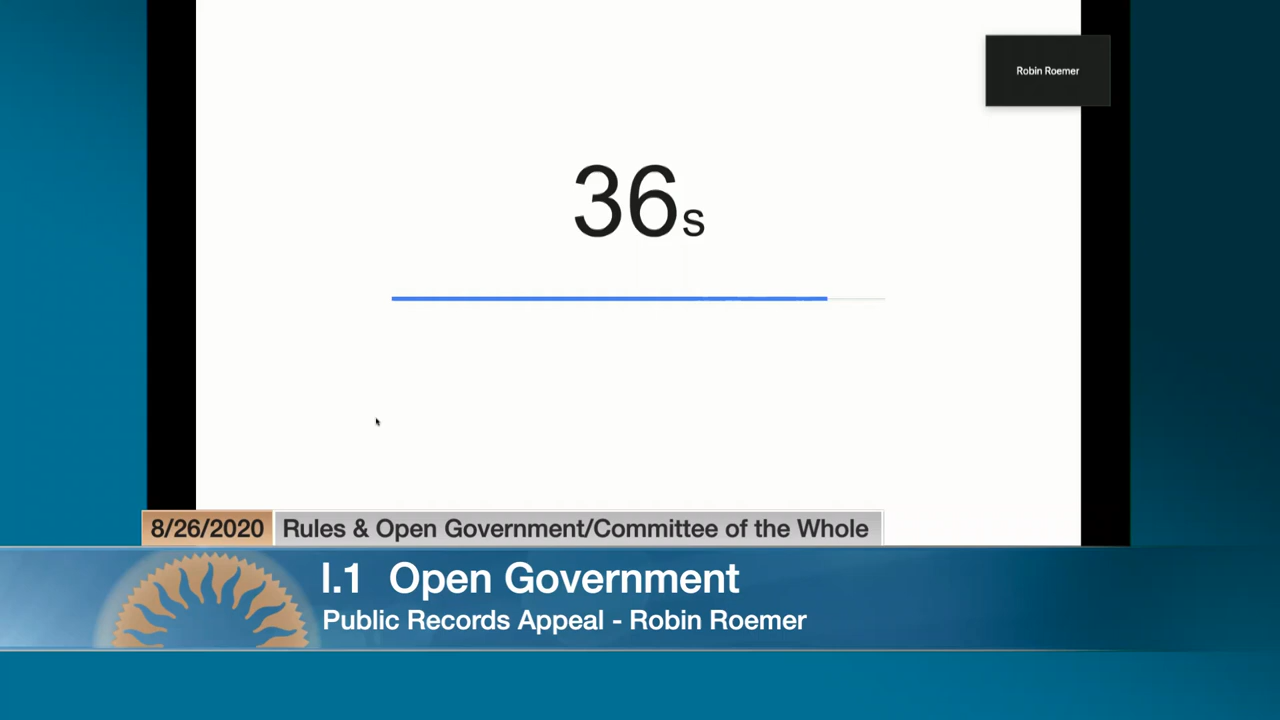 Robin Roemer
36s
8/26/2020 Rules & Open Government/Committee of the Whole
I.1 Open Government
Public Records Appeal - Robin Roemer